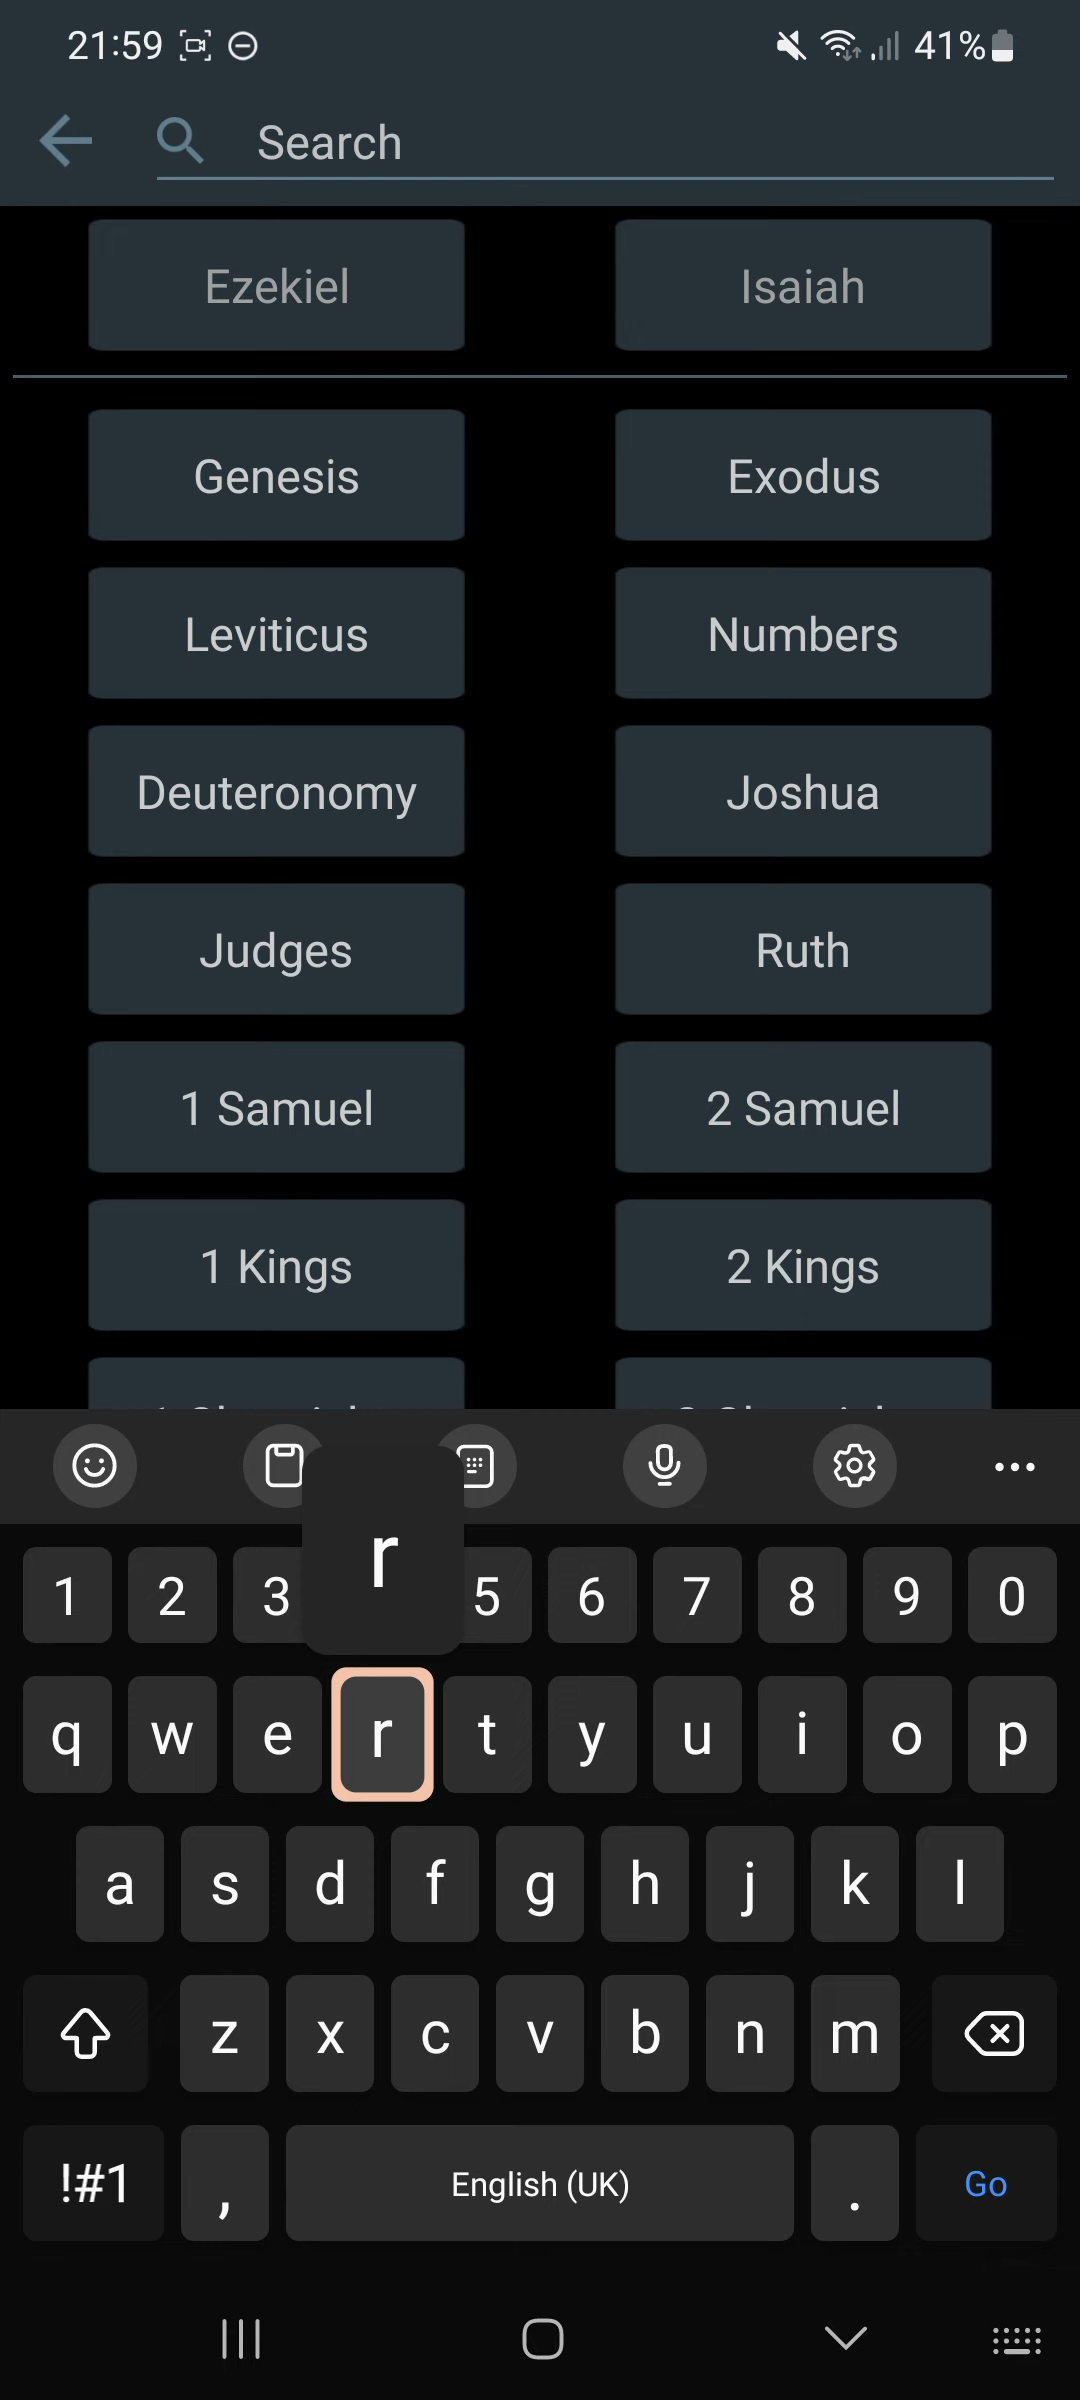 21:59
41%
Search
Ezekiel Isaiah
Genesis Exodus
Leviticus Numbers
Deuteronomy Joshua
Judges Ruth
1 Samuel 2 Samuel
1 Kings 2 Kings
r
1 2 3 5 6 7 8 9 0
q w e r t y u i o p
a s d f g h j k l
z x c v b n m
!#1 , English (UK) . Go